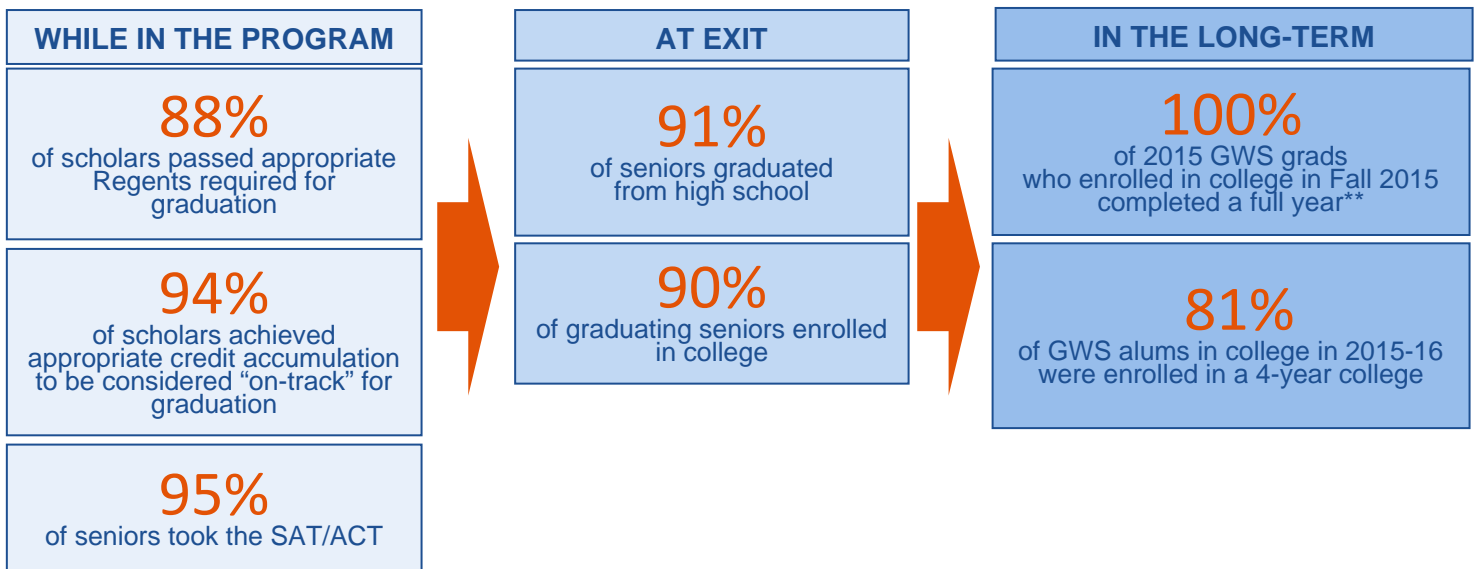 WHILE IN THE PROGRAM
88%
of scholars passed appropriate
Regents required for
graduation
94%
of scholars achieved
appropriate credit accumulation
to be considered “on-track” for
graduation
95%
of seniors took the SAT/ACT
AT EXIT
91%
of seniors graduated
from high school
90%
of graduating seniors enrolled
in college
IN THE LONG-TERM
100%
of 2015 GWS grads
who enrolled in college in Fall 2015
completed a full year**
81%
of GWS alums in college in 2015-16
were enrolled in a 4-year college